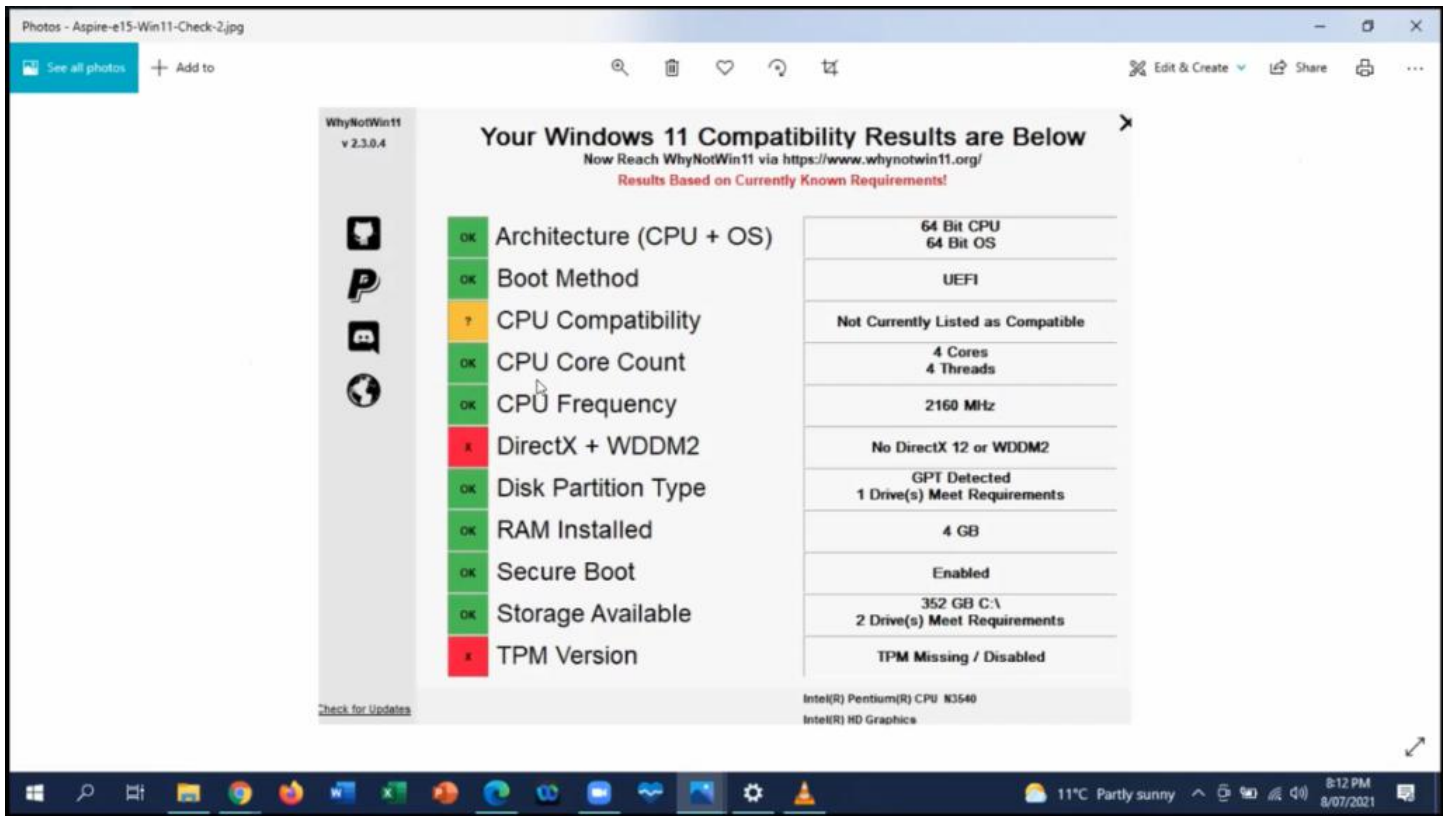 Photos - Aspire-e15-Win11-Check-2.jpg
See all photos
Add to
Edit & Create
Share
WhyNotWin11
v 2.3.0.4
Your Windows 11 Compatibility Results are Below
Now Reach WhyNotWin11 via https://www.whynotwin11.org/
Results Based on Currently Known Requirements!
OK Architecture (CPU + OS) 64 Bit CPU
64 Bit OS
OK Boot Method UEFI
? CPU Compatibility Not Currently Listed as Compatible
OK CPU Core Count 4 Cores
4 Threads
OK CPU Frequency 2160 MHz
X DirectX + WDDM2 No DirectX 12 or WDDM2
OK Disk Partition Type GPT Detected
1 Drive(s) Meet Requirements
OK RAM Installed 4 GB
OK Secure Boot Enabled
OK Storage Available 352 GB C:\
2 Drive(s) Meet Requirements
X TPM Version TPM Missing / Disabled
Check for Updates
Intel(R) Pentium(R) CPU N3540
Intel(R) HD Graphics
11°C Partly sunny
8:12 PM
8/07/2021